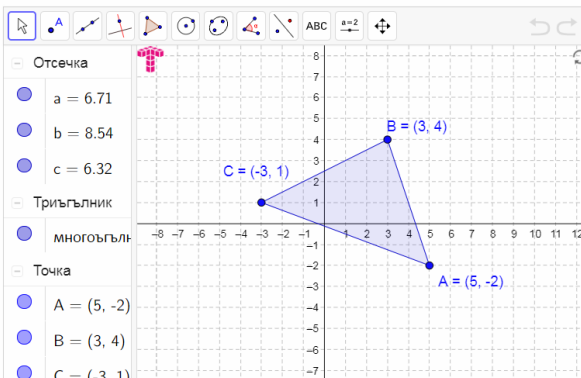 A
ABC
a=2
Отсечка
a = 6.71
b = 8.54
c = 6.32
Триъгълник
многоъгълн
Точка
A = (5, -2)
B = (3, 4)
C = (-3, 1)
8
7
6
5
4
3
2
1
-1
-2
-3
-4
-5
-6
-7
-8 -7 -6 -5 -4 -3 -2 -1 1 2 3 4 5 6 7 8 9 10 11 12
B = (3, 4)
C = (-3, 1)
A = (5, -2)